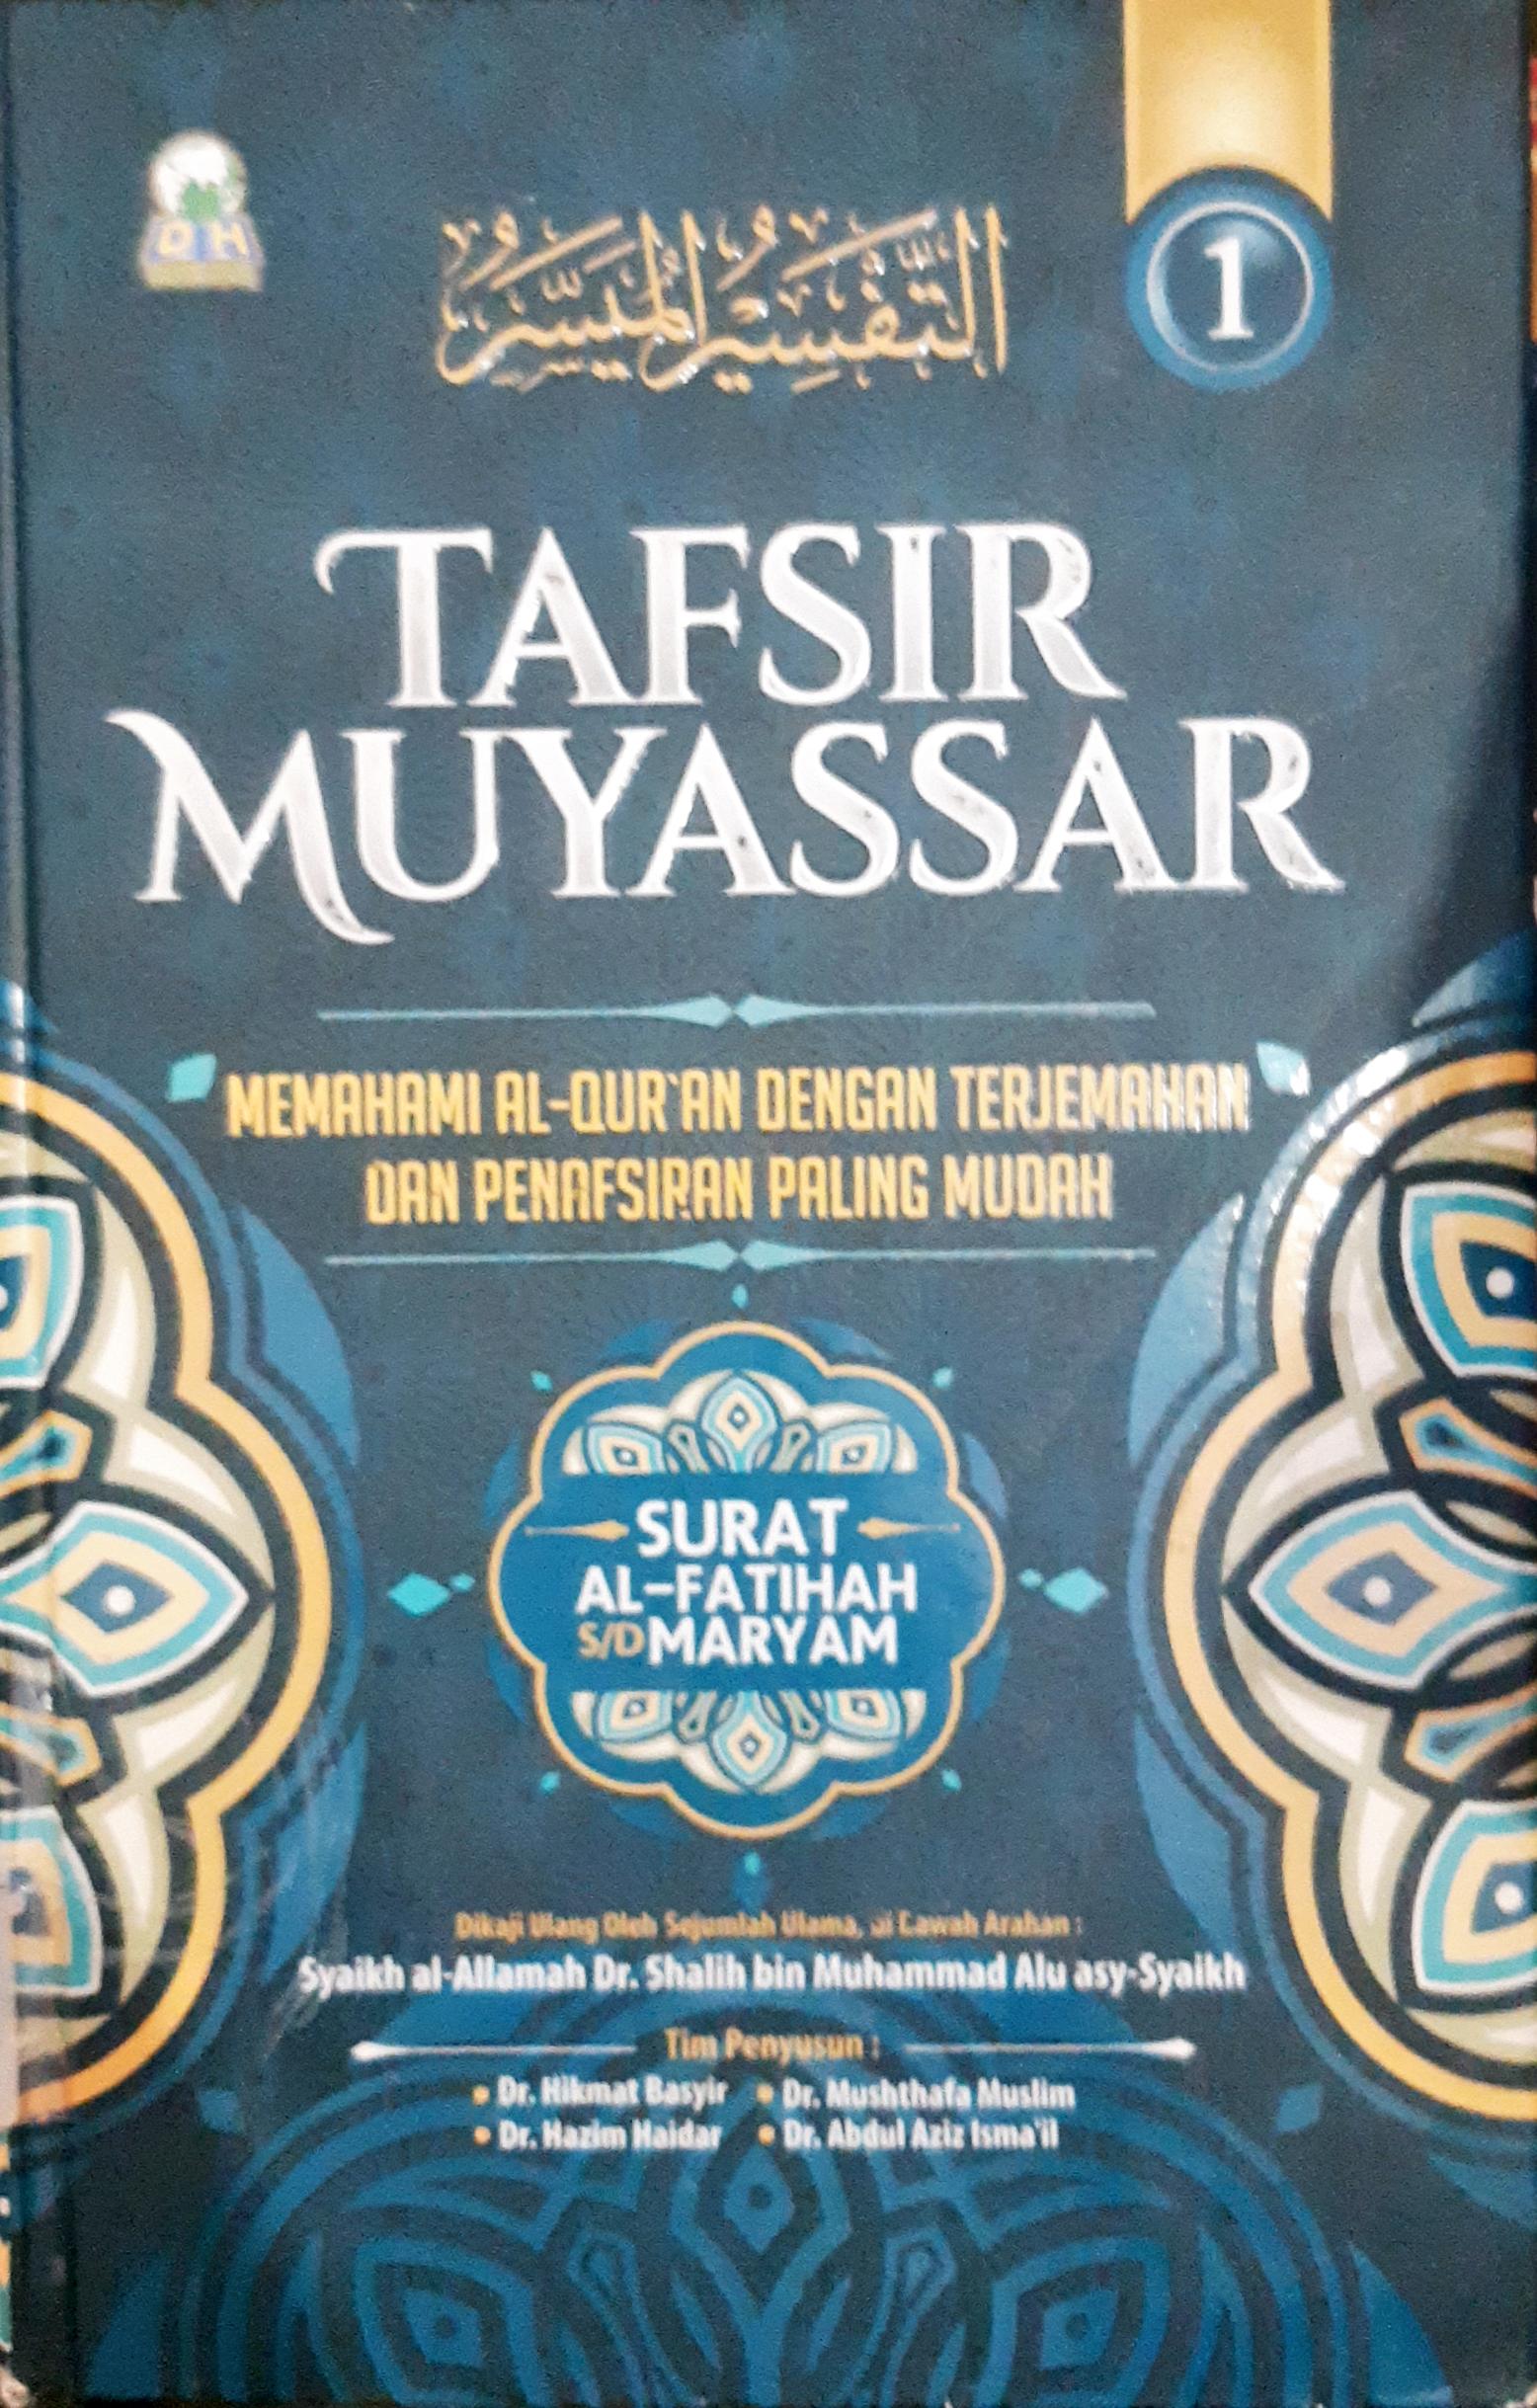 DH
التفسير الميسر
1
TAFSIR
MUYASSAR
MEMAHAMI AL-QUR`AN DENGAN TERJEMAHAN
DAN PENAFSIRAN PALING MUDAH
SURAT
AL-FATIHAH
S/D MARYAM
Dikaji Ulang Oleh Sejumlah Ulama, di Bawah Arahan :
Syaikh al-Allamah Dr. Shalih bin Muhammad Alu asy-Syaikh
Tim Penyusun :
• Dr. Hikmat Basyir • Dr. Mushthafa Muslim
• Dr. Hazim Haidar • Dr. Abdul Aziz Isma'il